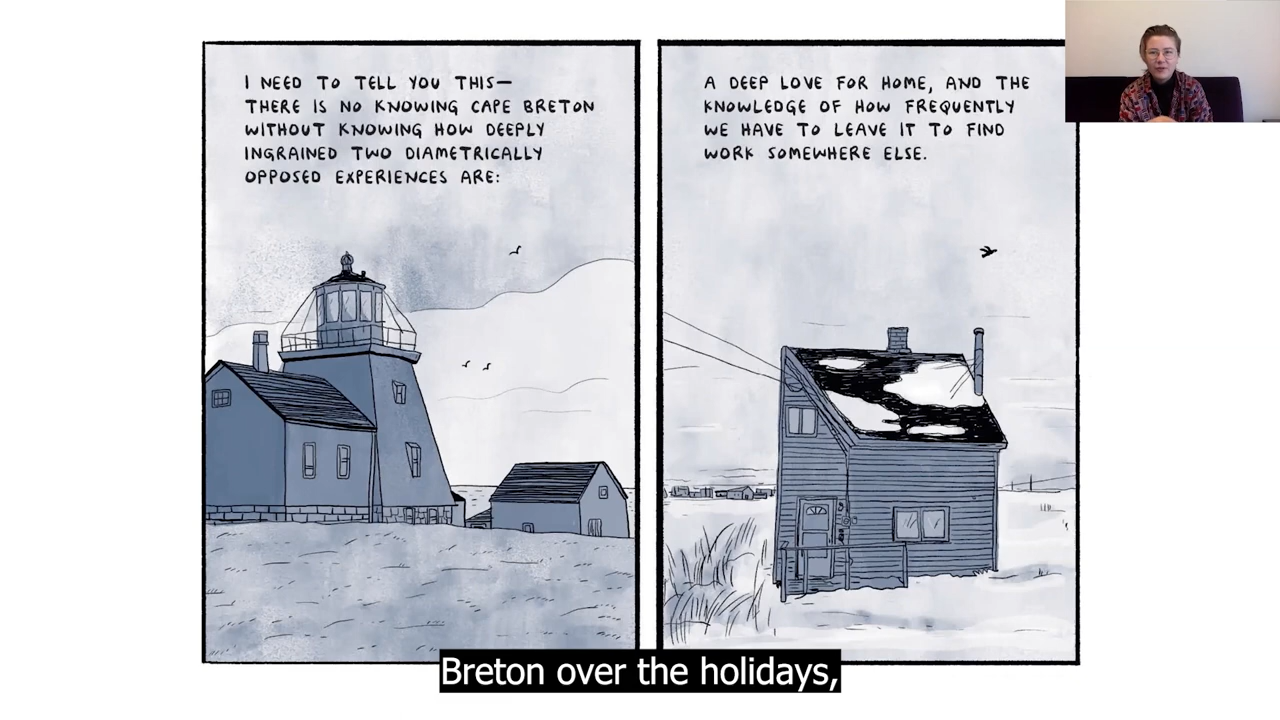 I NEED TO TELL YOU THIS—
THERE IS NO KNOWING CAPE BRETON
WITHOUT KNOWING HOW DEEPLY
INGRAINED TWO DIAMETRICALLY
OPPOSED EXPERIENCES ARE:
A DEEP LOVE FOR HOME, AND THE
KNOWLEDGE OF HOW FREQUENTLY
WE HAVE TO LEAVE IT TO FIND
WORK SOMEWHERE ELSE.
Breton over the holidays,